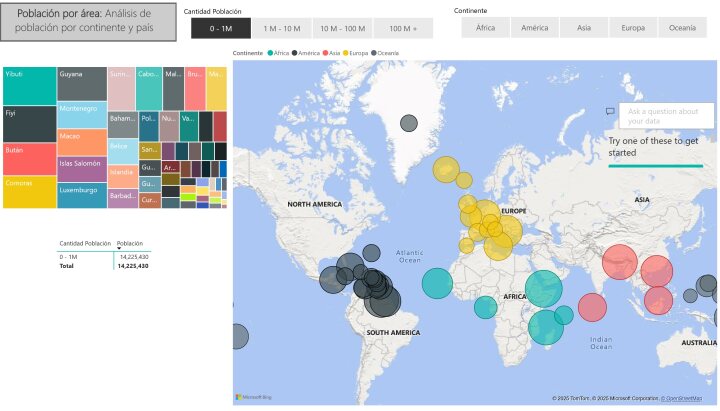 Población por área: Análisis de
población por continente y país
Cantidad Población
0 - 1M
1 M - 10 M
10 M - 100 M
100 M +
Continente
África
América
Asia
Europa
Oceanía
Continente África América Asia Europa Oceanía
Yibuti
Fiyi
Bután
Comoras
Guyana
Montenegro
Macao
Islas Salomón
Luxemburgo
Surin...
Baham...
Belice
Islandia
Barbad...
Cabo...
Pol...
San...
Gu...
Gu...
Cur...
Mal...
Nu...
Ar...
Bru...
Va...
Ma...
Cantidad Población Población
0 - 1M 14,225,430
Total 14,225,430
NORTH AMERICA
EUROPE
ASIA
Atlantic
Ocean
AFRICA
SOUTH AMERICA
Indian
Ocean
AUSTRALIA
Ask a question about
your data
Try one of these to get
started
Microsoft Bing
© 2025 TomTom, © 2025 Microsoft Corporation, © OpenStreetMap